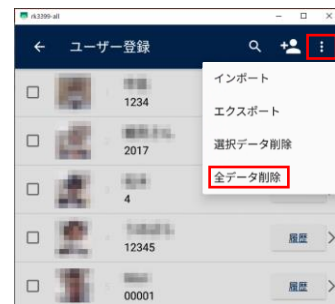 rk3399-all
ユーザー登録
インポート
エクスポート
選択データ削除
全データ削除
1234
2017
4
12345
履歴
00001
履歴